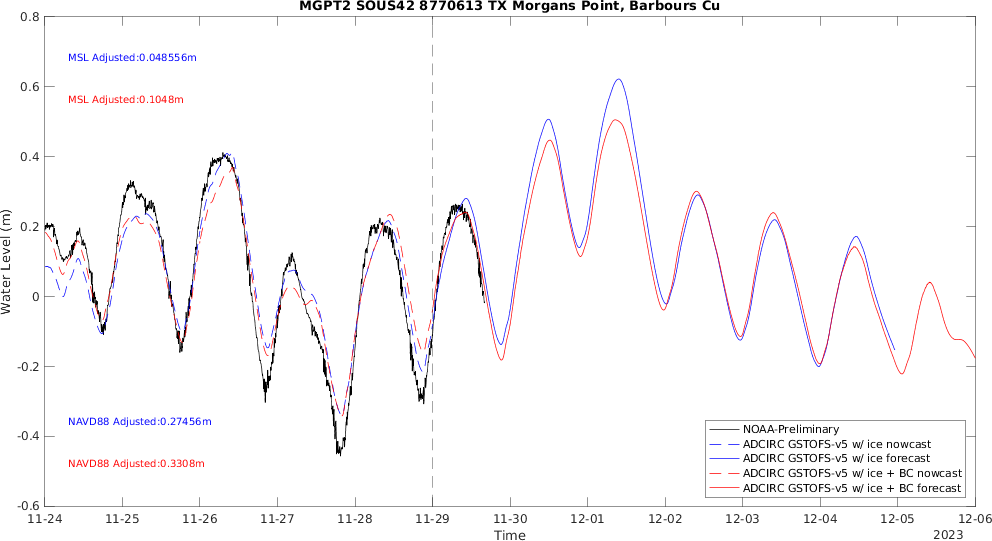 MGPT2 SOUS42 8770613 TX Morgans Point, Barbours Cu
0.8
0.6
0.4
0.2
0
-0.2
-0.4
-0.6
Water Level (m)
MSL Adjusted:0.048556m
MSL Adjusted:0.1048m
NAVD88 Adjusted:0.27456m
NAVD88 Adjusted:0.3308m
NOAA-Preliminary
ADCIRC GSTOFS-v5 w/ ice nowcast
ADCIRC GSTOFS-v5 w/ ice forecast
ADCIRC GSTOFS-v5 w/ ice + BC nowcast
ADCIRC GSTOFS-v5 w/ ice + BC forecast
11-24 11-25 11-26 11-27 11-28 11-29 11-30 12-01 12-02 12-03 12-04 12-05 12-06
Time
2023